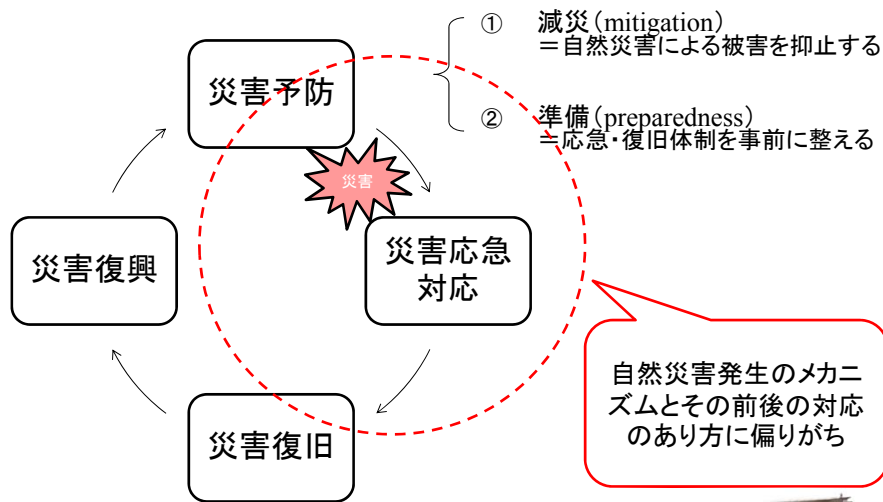 ① 減災（mitigation）
＝自然災害による被害を抑止する
災害予防
② 準備（preparedness）
＝応急・復旧体制を事前に整える
災害
災害復興
災害応急
対応
災害復旧
自然災害発生のメカニ
ズムとその前後の対応
のあり方に偏りがち